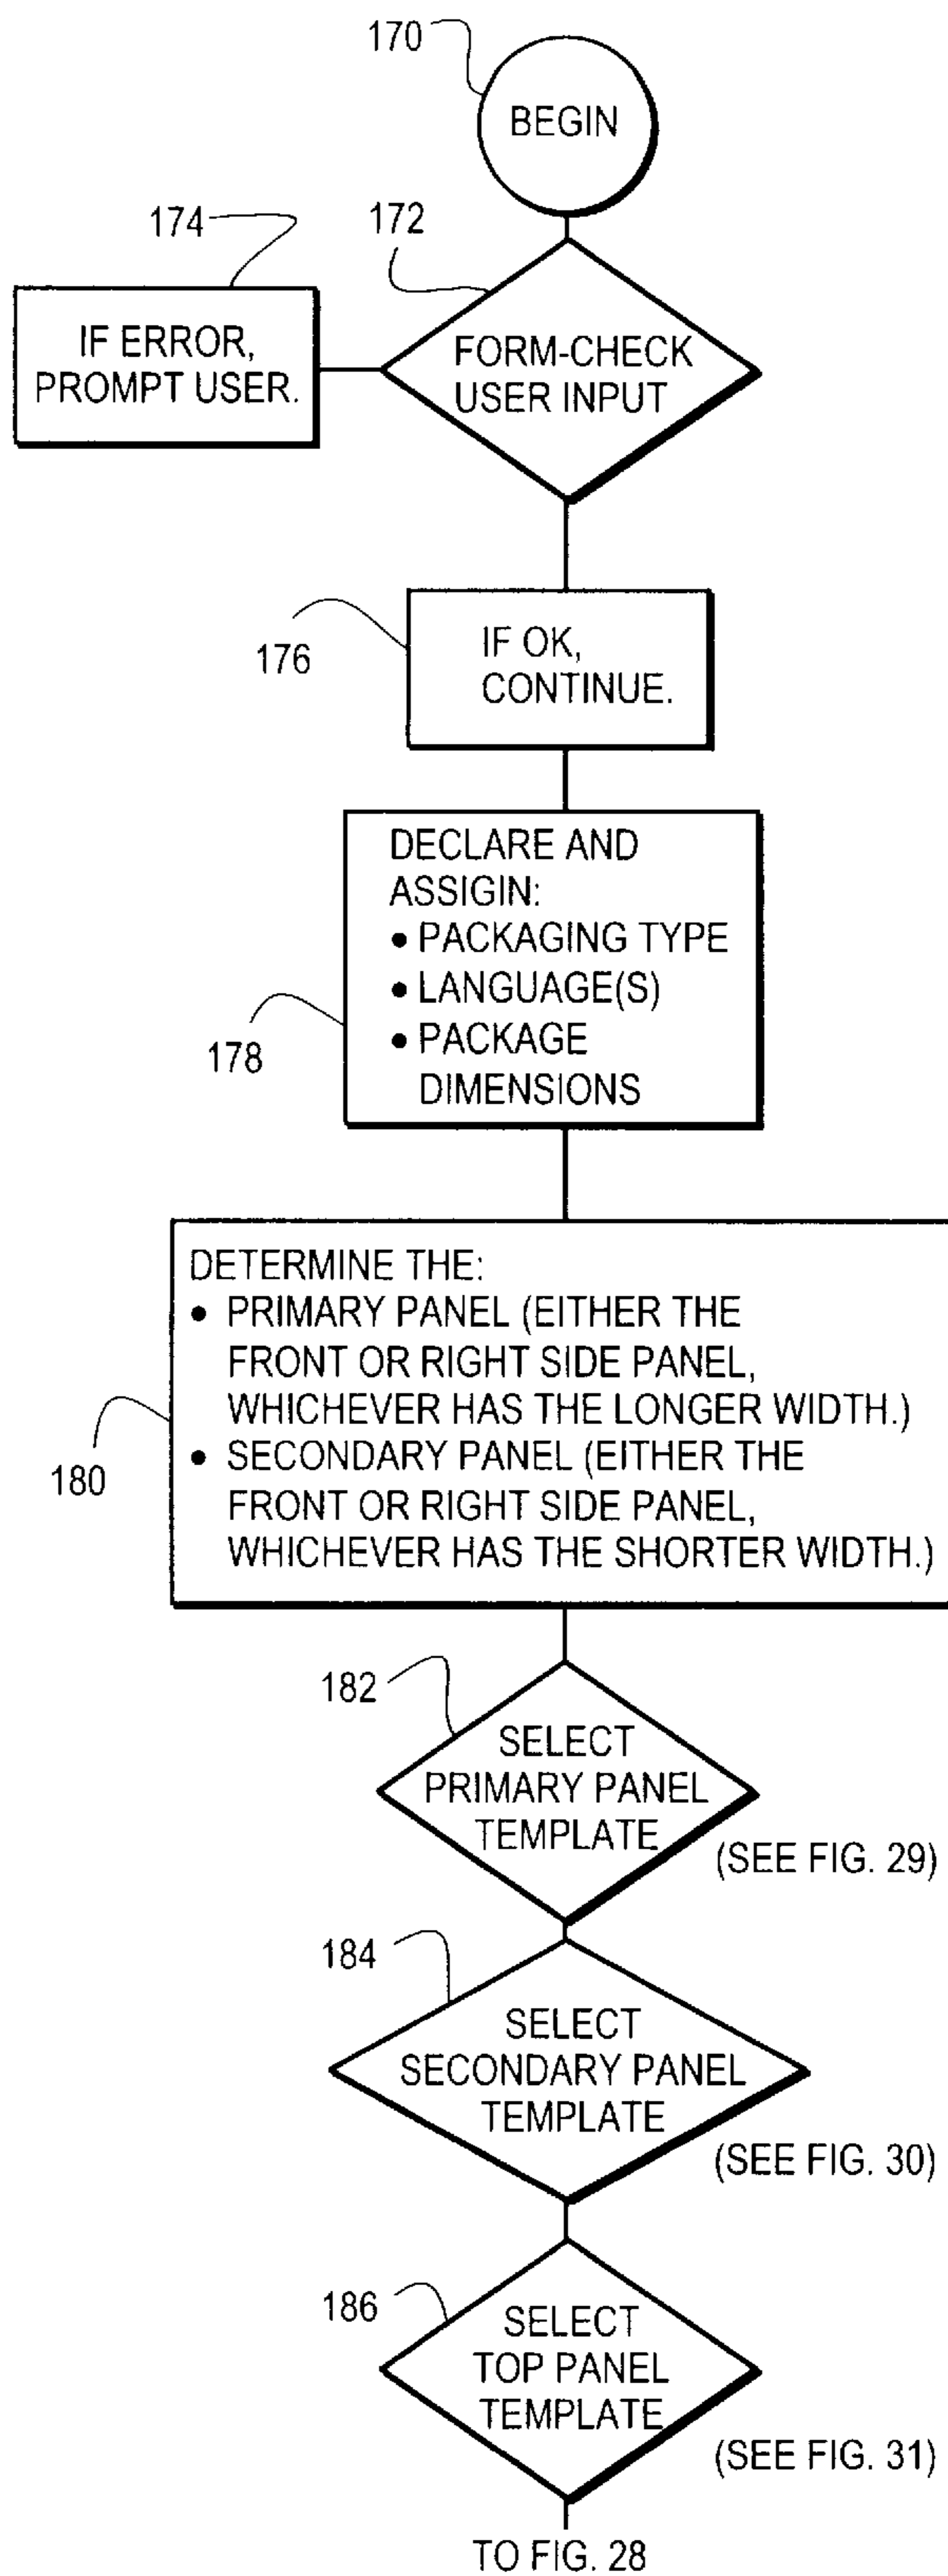 170
BEGIN
174
172
IF ERROR,
PROMPT USER.
FORM-CHECK
USER INPUT
176
IF OK,
CONTINUE.
DECLARE AND
ASSIGIN:
• PACKAGING TYPE
• LANGUAGE(S)
• PACKAGE
DIMENSIONS
178
DETERMINE THE:
• PRIMARY PANEL (EITHER THE
FRONT OR RIGHT SIDE PANEL,
WHICHEVER HAS THE LONGER WIDTH.)
• SECONDARY PANEL (EITHER THE
FRONT OR RIGHT SIDE PANEL,
WHICHEVER HAS THE SHORTER WIDTH.)
180
182
SELECT
PRIMARY PANEL
TEMPLATE
(SEE FIG. 29)
184
SELECT
SECONDARY PANEL
TEMPLATE
(SEE FIG. 30)
186
SELECT
TOP PANEL
TEMPLATE
(SEE FIG. 31)
TO FIG. 28